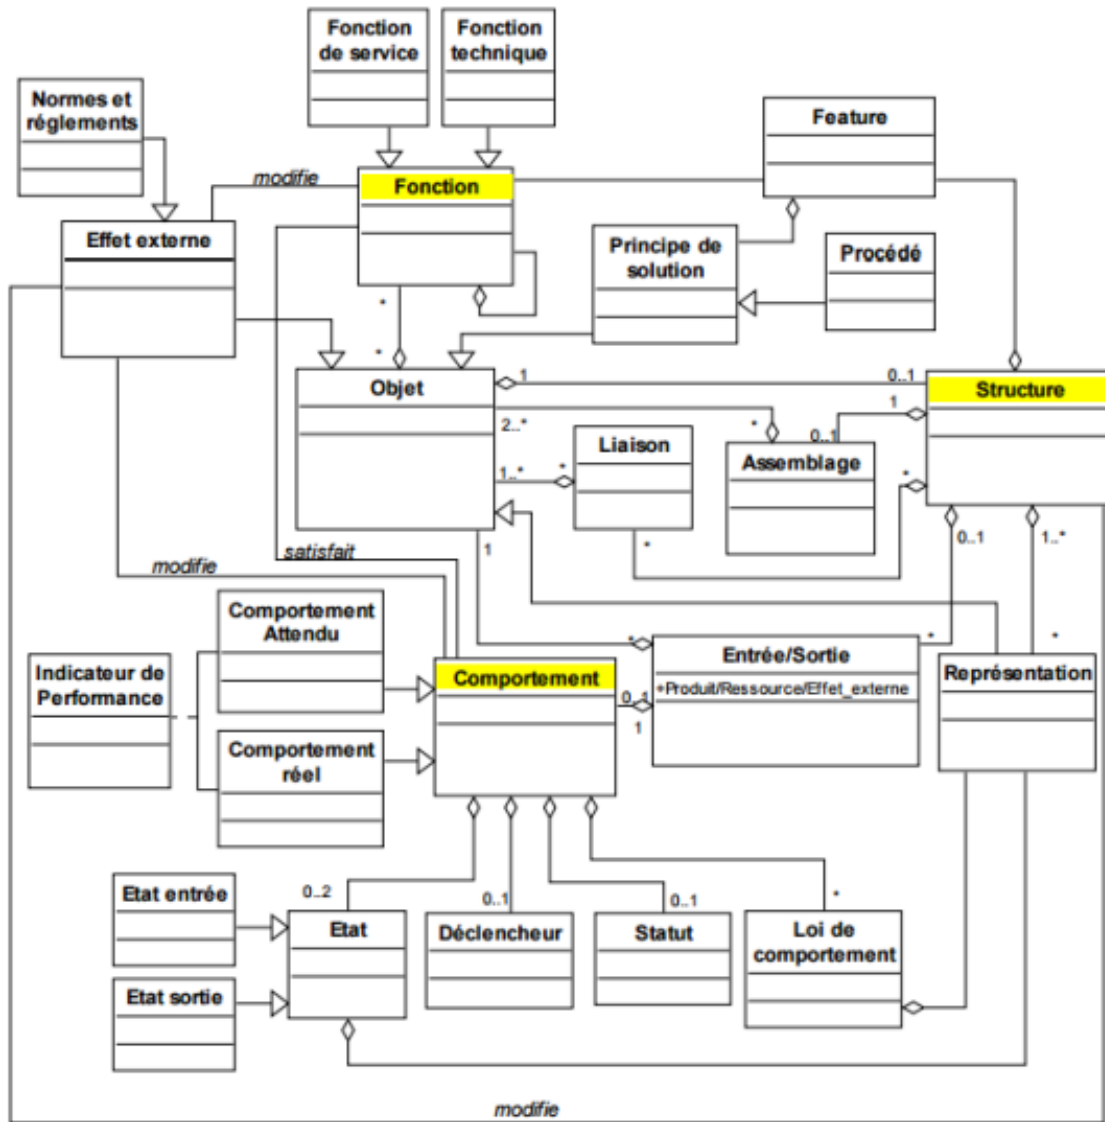 Fonction
de service
Fonction
technique
Normes et
réglements
Feature
modifie
Fonction
Effet externe
Principe de
solution
Procédé
*
*
Objet
1
0..1
Structure
2..*
*
1
0..1
Liaison
Assemblage
1..*
*
*
*
1
satisfait
modifie
0..1
1..*
Comportement
Attendu
*
Entrée/Sortie
*
*
Indicateur de
Performance
Comportement
0..1
+Produit/Ressource/Effet_externe
Représentation
1
Comportement
réel
0..2
0..1
0..1
*
Etat entrée
Etat
Déclencheur
Statut
Loi de
comportement
Etat sortie
modifie